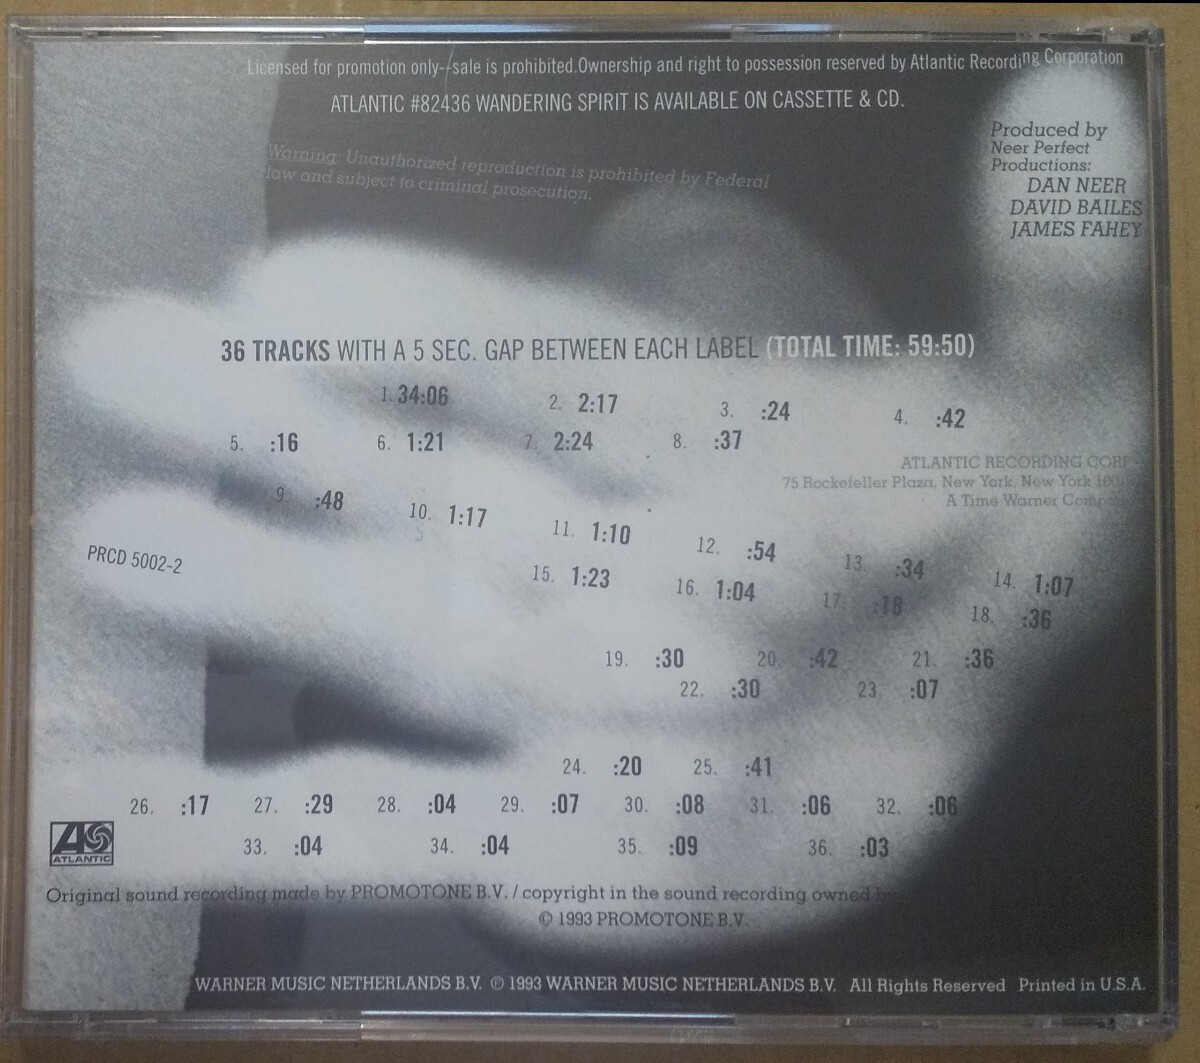 Licensed for promotion only--sale is prohibited.Ownership and right to possession reserved by Atlantic Recording Corporation
ATLANTIC #82436 WANDERING SPIRIT IS AVAILABLE ON CASSETTE & CD.
Warning: Unauthorized reproduction is prohibited by Federal
law and subject to criminal prosecution.
Produced by
Neer Perfect
Productions:
DAN NEER
DAVID BAILES
JAMES FAHEY
36 TRACKS WITH A 5 SEC. GAP BETWEEN EACH LABEL (TOTAL TIME: 59:50)
1. 34:06 2. 2:17 3. :24 4. :42
5. :16 6. 1:21 7. 2:24 8. :37
ATLANTIC RECORDING
75 Rockefeller Plaza, New York, New York
A Time Warner
9. :48 10. 1:17 11. 1:10 12. :54 13. :34 14. 1:07
PRCD 5002-2
15. 1:23 16. 1:04 17. :18 18. :36
19. :30 20. :42 21. :36
22. :30 23. :07
24. :20 25. :41
26. :17 27. :29 28. :04 29. :07 30. :08 31. :06 32. :06
33. :04 34. :04 35. :09 36. :03
ATLANTIC
Original sound recording made by PROMOTONE B.V. / copyright in the sound recording owned by
© 1993 PROMOTONE B.V.
WARNER MUSIC NETHERLANDS B.V. ℗ 1993 WARNER MUSIC NETHERLANDS B.V. All Rights Reserved Printed in U.S.A.